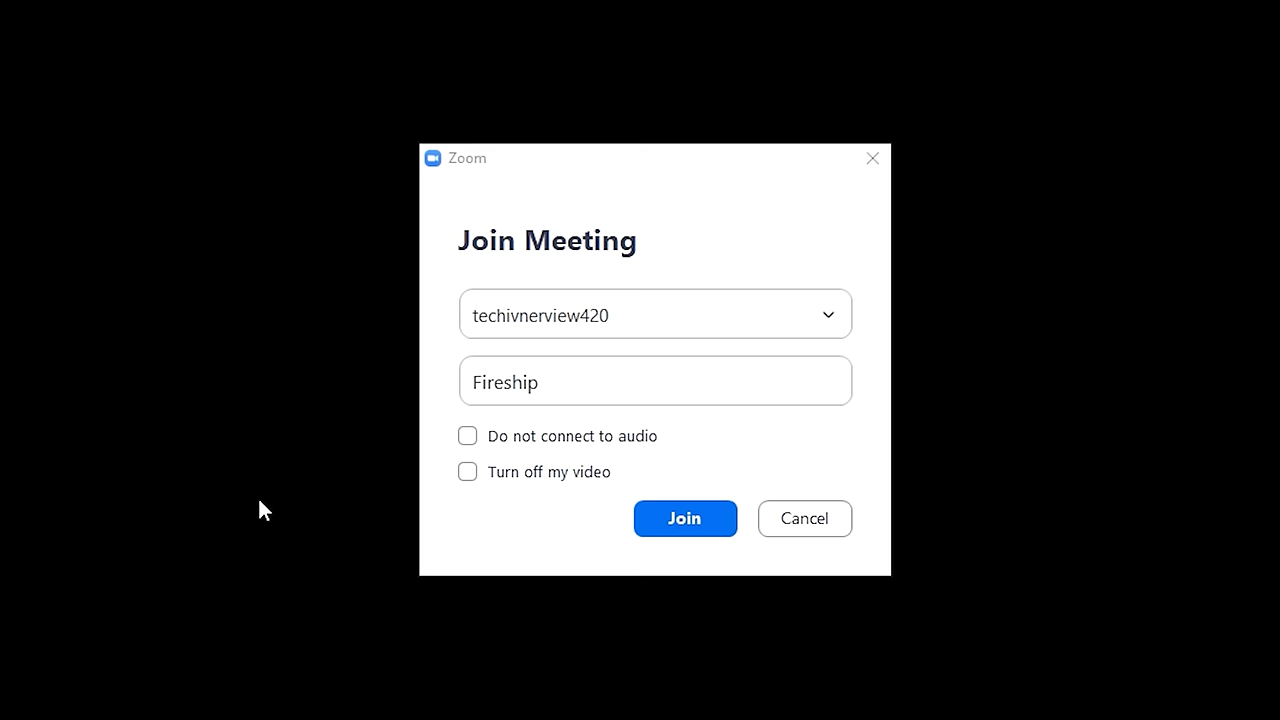 Zoom
Join Meeting
techivnerview420
Fireship
Do not connect to audio
Turn off my video
Join
Cancel